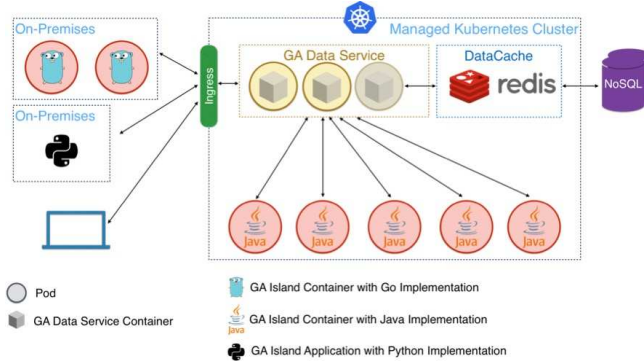 On-Premises
Managed Kubernetes Cluster
GA Data Service
DataCache
Ingress
redis
NoSQL
On-Premises
Java
Java
Java
Java
Java
Pod
GA Data Service Container
GA Island Container with Go Implementation
Java
GA Island Container with Java Implementation
GA Island Application with Python Implementation